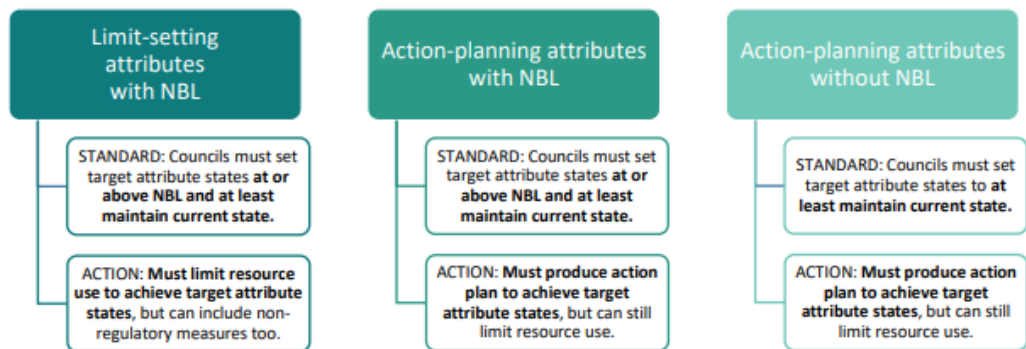 Limit-setting
attributes
with NBL
STANDARD: Councils must set
target attribute states at or
above NBL and at least
maintain current state.
ACTION: Must limit resource
use to achieve target attribute
states, but can include non-
regulatory measures too.
Action-planning attributes
with NBL
STANDARD: Councils must set
target attribute states at or
above NBL and at least
maintain current state.
ACTION: Must produce action
plan to achieve target
attribute states, but can still
limit resource use.
Action-planning attributes
without NBL
STANDARD: Councils must set
target attribute states to at
least maintain current state.
ACTION: Must produce action
plan to achieve target
attribute states, but can still
limit resource use.